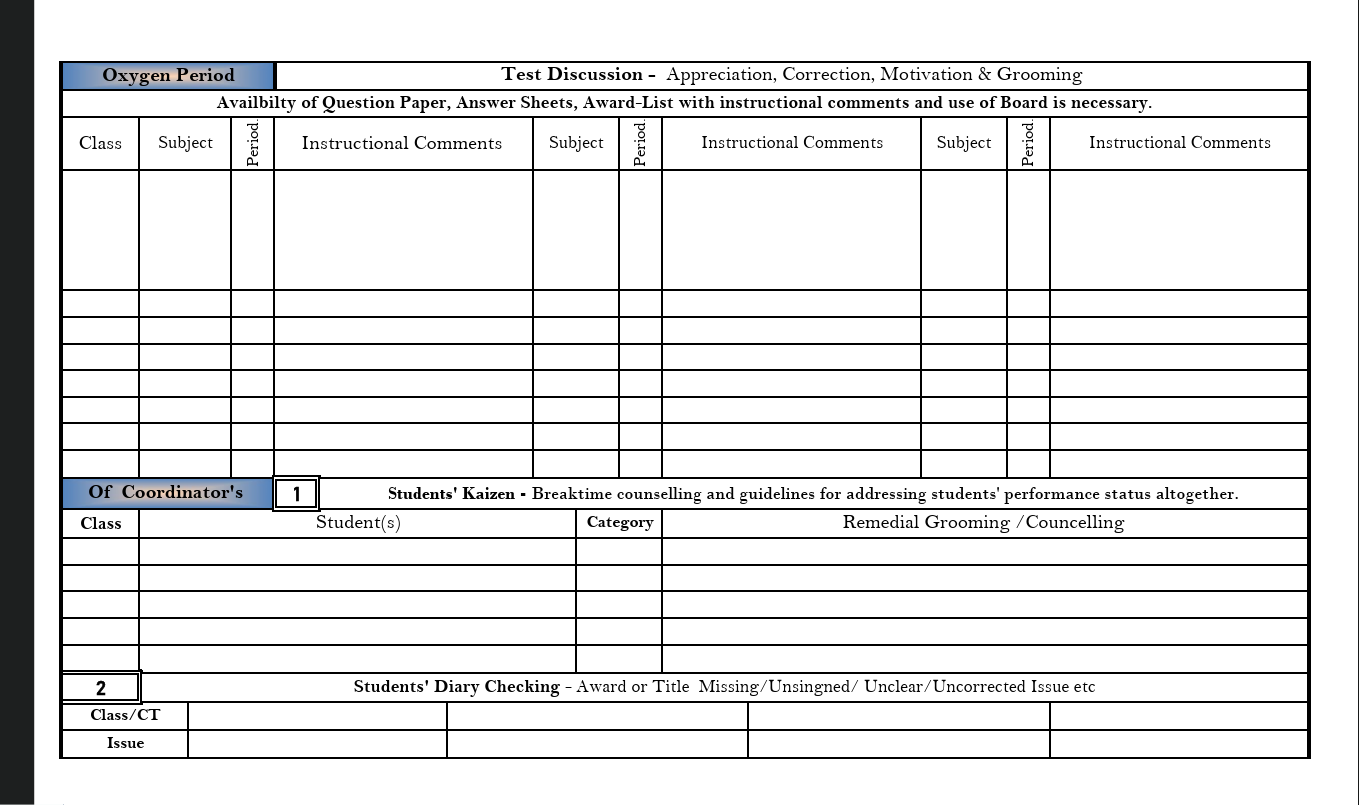 Oxygen Period Test Discussion - Appreciation, Correction, Motivation & Grooming
Availbilty of Question Paper, Answer Sheets, Award-List with instructional comments and use of Board is necessary.
Class Subject Period. Instructional Comments Subject Period. Instructional Comments Subject Period. Instructional Comments
Of Coordinator's 1 Students' Kaizen - Breaktime counselling and guidelines for addressing students' performance status altogether.
Class Student(s) Category Remedial Grooming /Councelling
2 Students' Diary Checking - Award or Title Missing/Unsingned/ Unclear/Uncorrected Issue etc
Class/CT
Issue